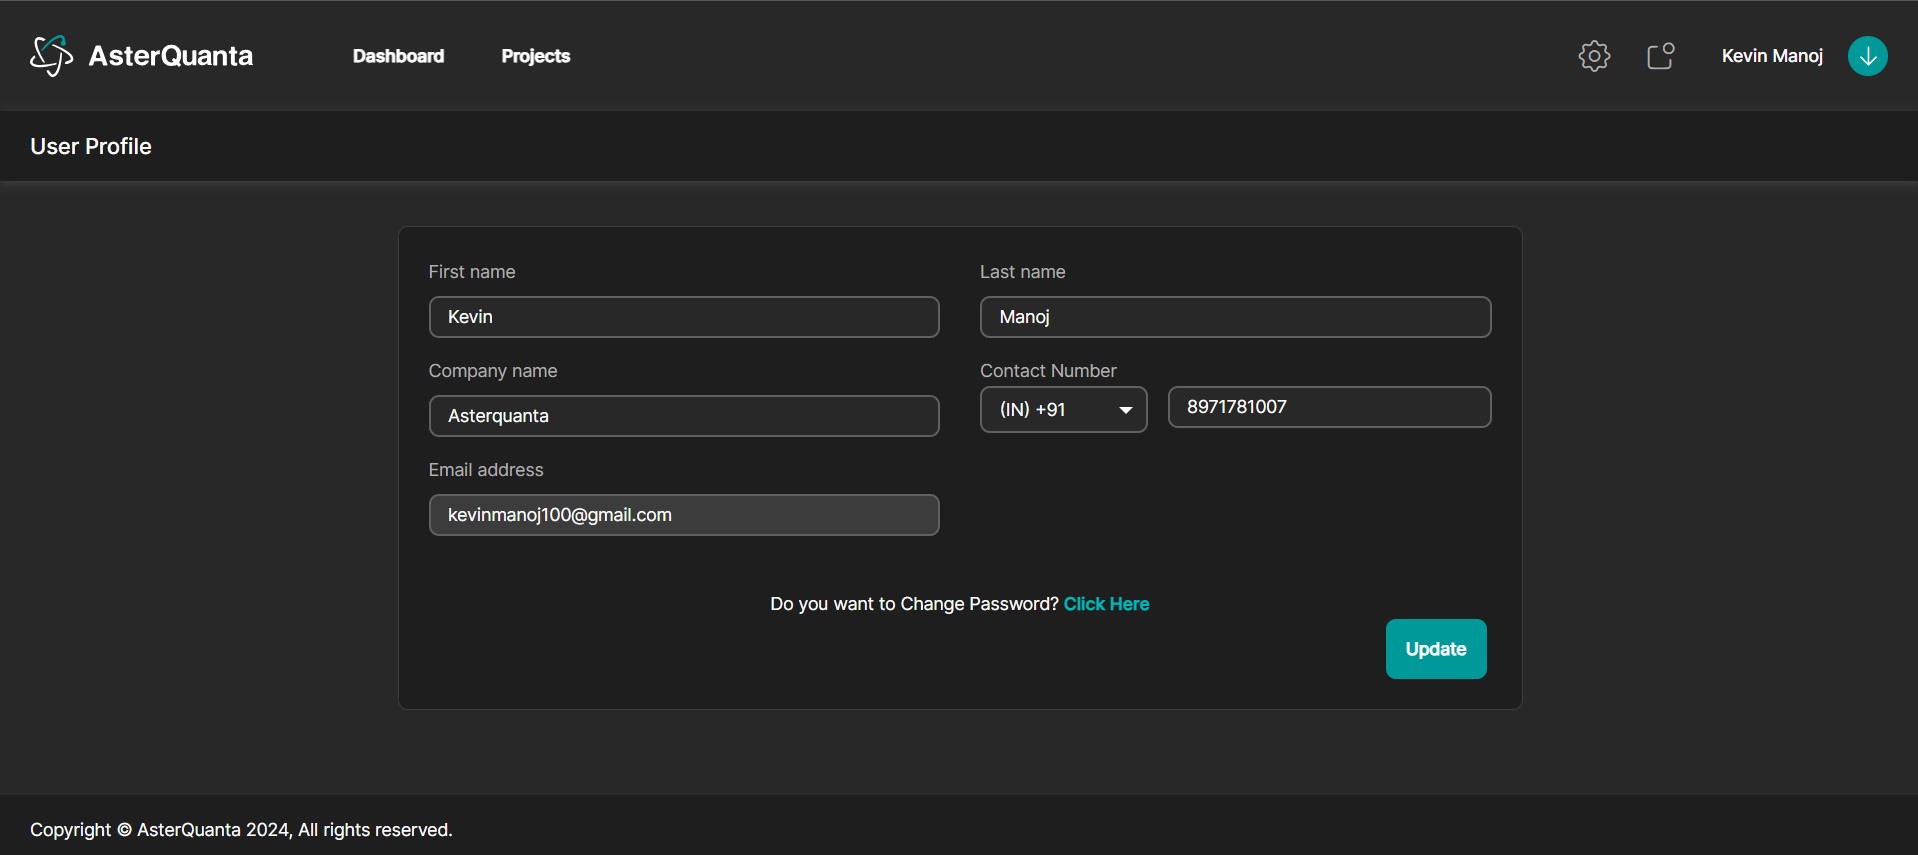 AsterQuanta Dashboard Projects Kevin Manoj
User Profile
First name Last name
Kevin Manoj
Company name Contact Number
Asterquanta (IN) +91 8971781007
Email address
kevinmanoj100@gmail.com
Do you want to Change Password? Click Here
Update
Copyright © AsterQuanta 2024, All rights reserved.